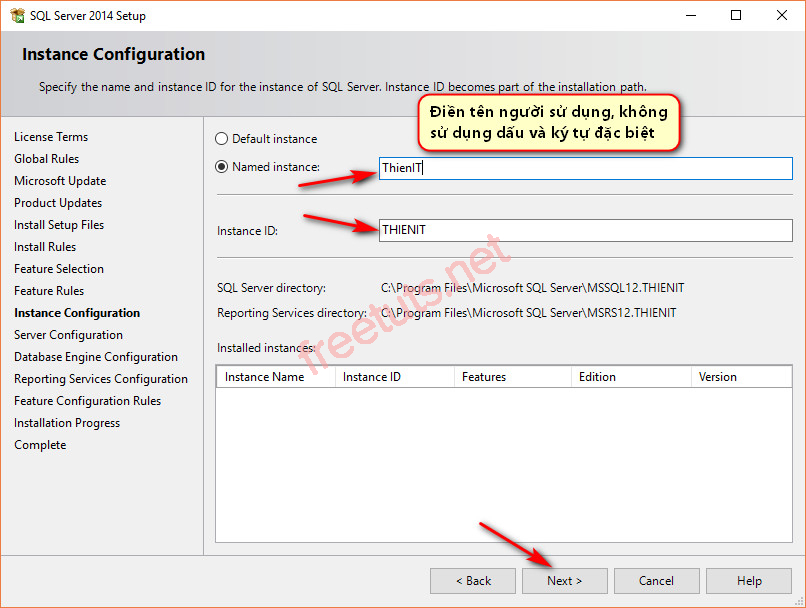 SQL Server 2014 Setup
Instance Configuration
Specify the name and instance ID for the instance of SQL Server. Instance ID becomes part of the installation path.
Điền tên người sử dụng, không
sử dụng dấu và ký tự đặc biệt
License Terms
Global Rules
Microsoft Update
Product Updates
Install Setup Files
Install Rules
Feature Selection
Feature Rules
Instance Configuration
Server Configuration
Database Engine Configuration
Reporting Services Configuration
Feature Configuration Rules
Installation Progress
Complete
Default instance
Named instance: ThienIT
Instance ID: THIENIT
SQL Server directory: C:\Program Files\Microsoft SQL Server\MSSQL12.THIENIT
Reporting Services directory: C:\Program Files\Microsoft SQL Server\MSRS12.THIENIT
Installed instances:
Instance Name Instance ID Features Edition Version
freetuts.net
< Back Next > Cancel Help